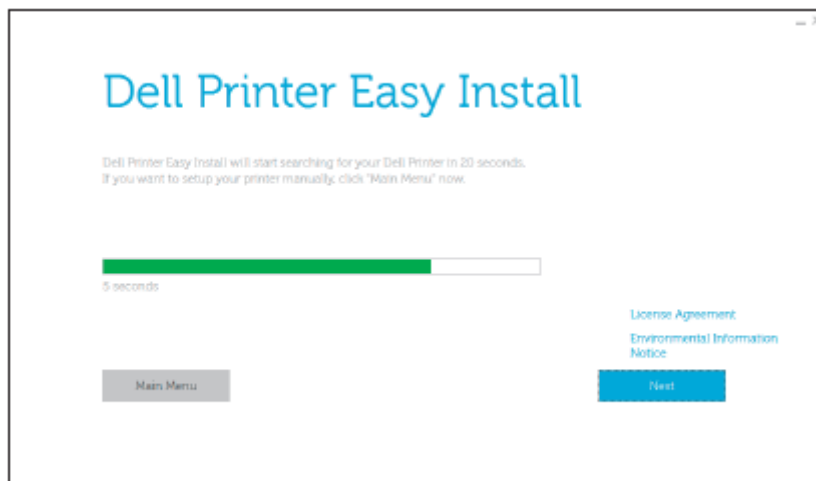 Dell Printer Easy Install
Dell Printer Easy Install will start searching for your Dell Printer in 20 seconds.
If you want to setup your printer manually, click "Main Menu" now.
5 seconds
License Agreement
Environmental Information
Notice
Main Menu
Next